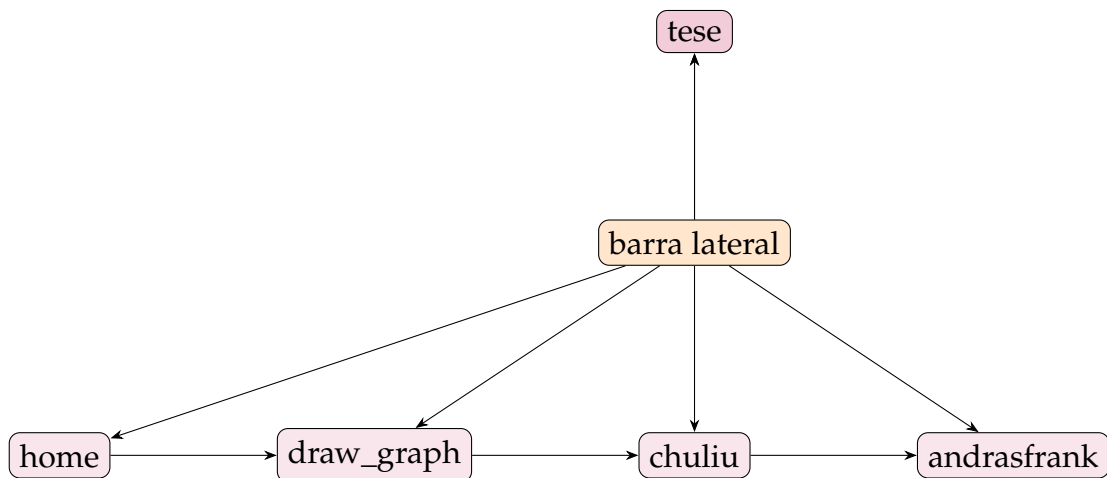 tese
barra lateral
home
draw_graph
chuliu
andrasfrank